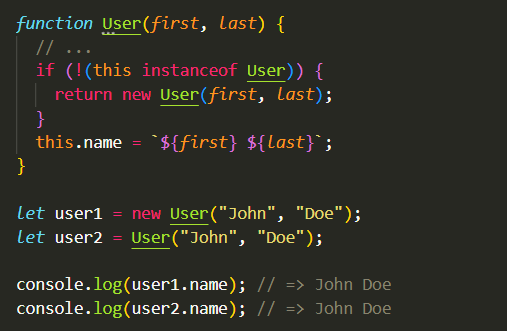 function User(first, last) {
  // ...
  if (!(this instanceof User)) {
    return new User(first, last);
  }
  this.name = `${first} ${last}`;
}

let user1 = new User("John", "Doe");
let user2 = User("John", "Doe");

console.log(user1.name); // => John Doe
console.log(user2.name); // => John Doe